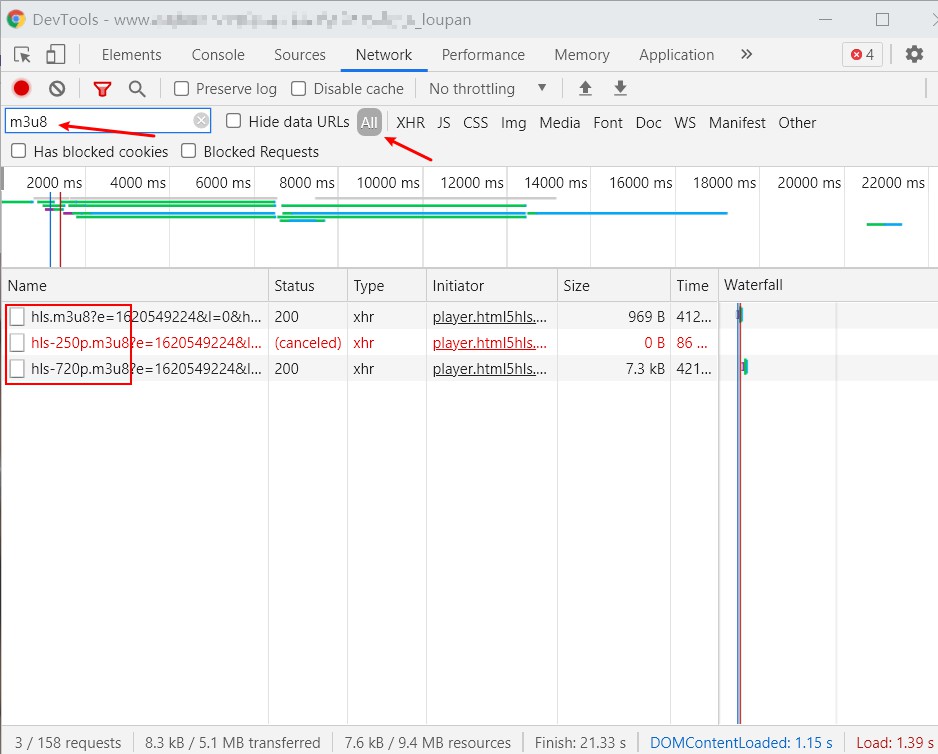 DevTools - www. _loupan
Elements Console Sources Network Performance Memory Application » 4
Preserve log Disable cache No throttling ▼
m3u8 Hide data URLs All XHR JS CSS Img Media Font Doc WS Manifest Other
Has blocked cookies Blocked Requests
2000 ms 4000 ms 6000 ms 8000 ms 10000 ms 12000 ms 14000 ms 16000 ms 18000 ms 20000 ms 22000 ms
Name Status Type Initiator Size Time Waterfall
hls.m3u8?e=1620549224&l=0&h... 200 xhr player.html5hls.... 969 B 412...
hls-250p.m3u8?e=1620549224&l... (canceled) xhr player.html5hls.... 0 B 86 ...
hls-720p.m3u8?e=1620549224&l... 200 xhr player.html5hls.... 7.3 kB 421...
3 / 158 requests 8.3 kB / 5.1 MB transferred 7.6 kB / 9.4 MB resources Finish: 21.33 s DOMContentLoaded: 1.15 s Load: 1.39 s